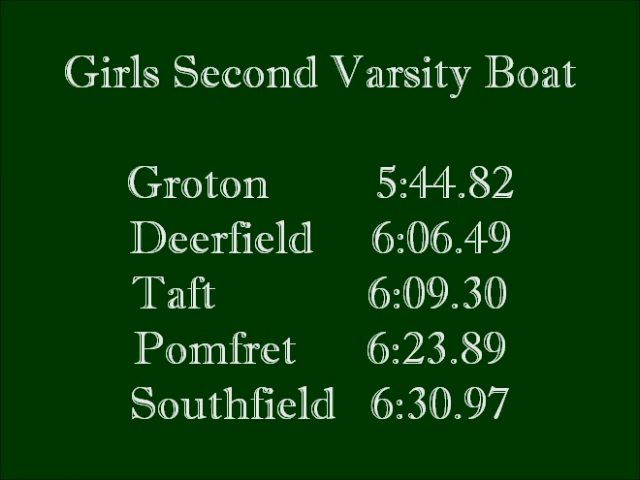 Girls Second Varsity Boat
Groton 5:44.82
Deerfield 6:06.49
Taft 6:09.30
Pomfret 6:23.89
Southfield 6:30.97